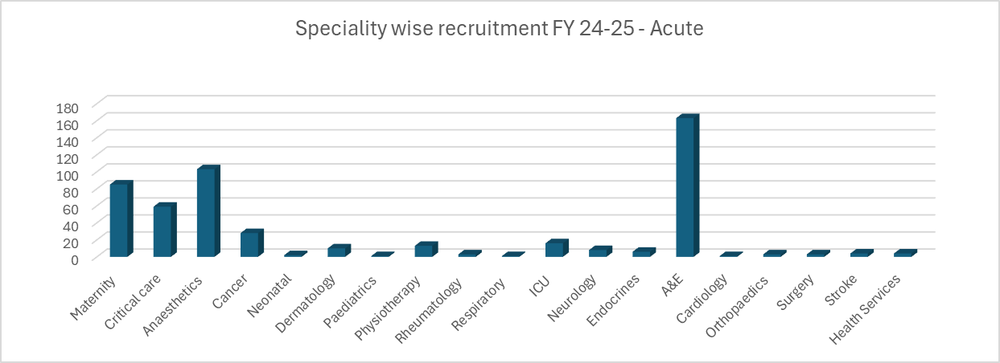 Speciality wise recruitment FY 24-25 - Acute
180
160
140
120
100
80
60
40
20
0
Maternity
Critical care
Anaesthetics
Cancer
Neonatal
Dermatology
Paediatrics
Physiotherapy
Rheumatology
Respiratory
ICU
Neurology
Endocrines
A&E
Cardiology
Orthopaedics
Surgery
Stroke
Health Services